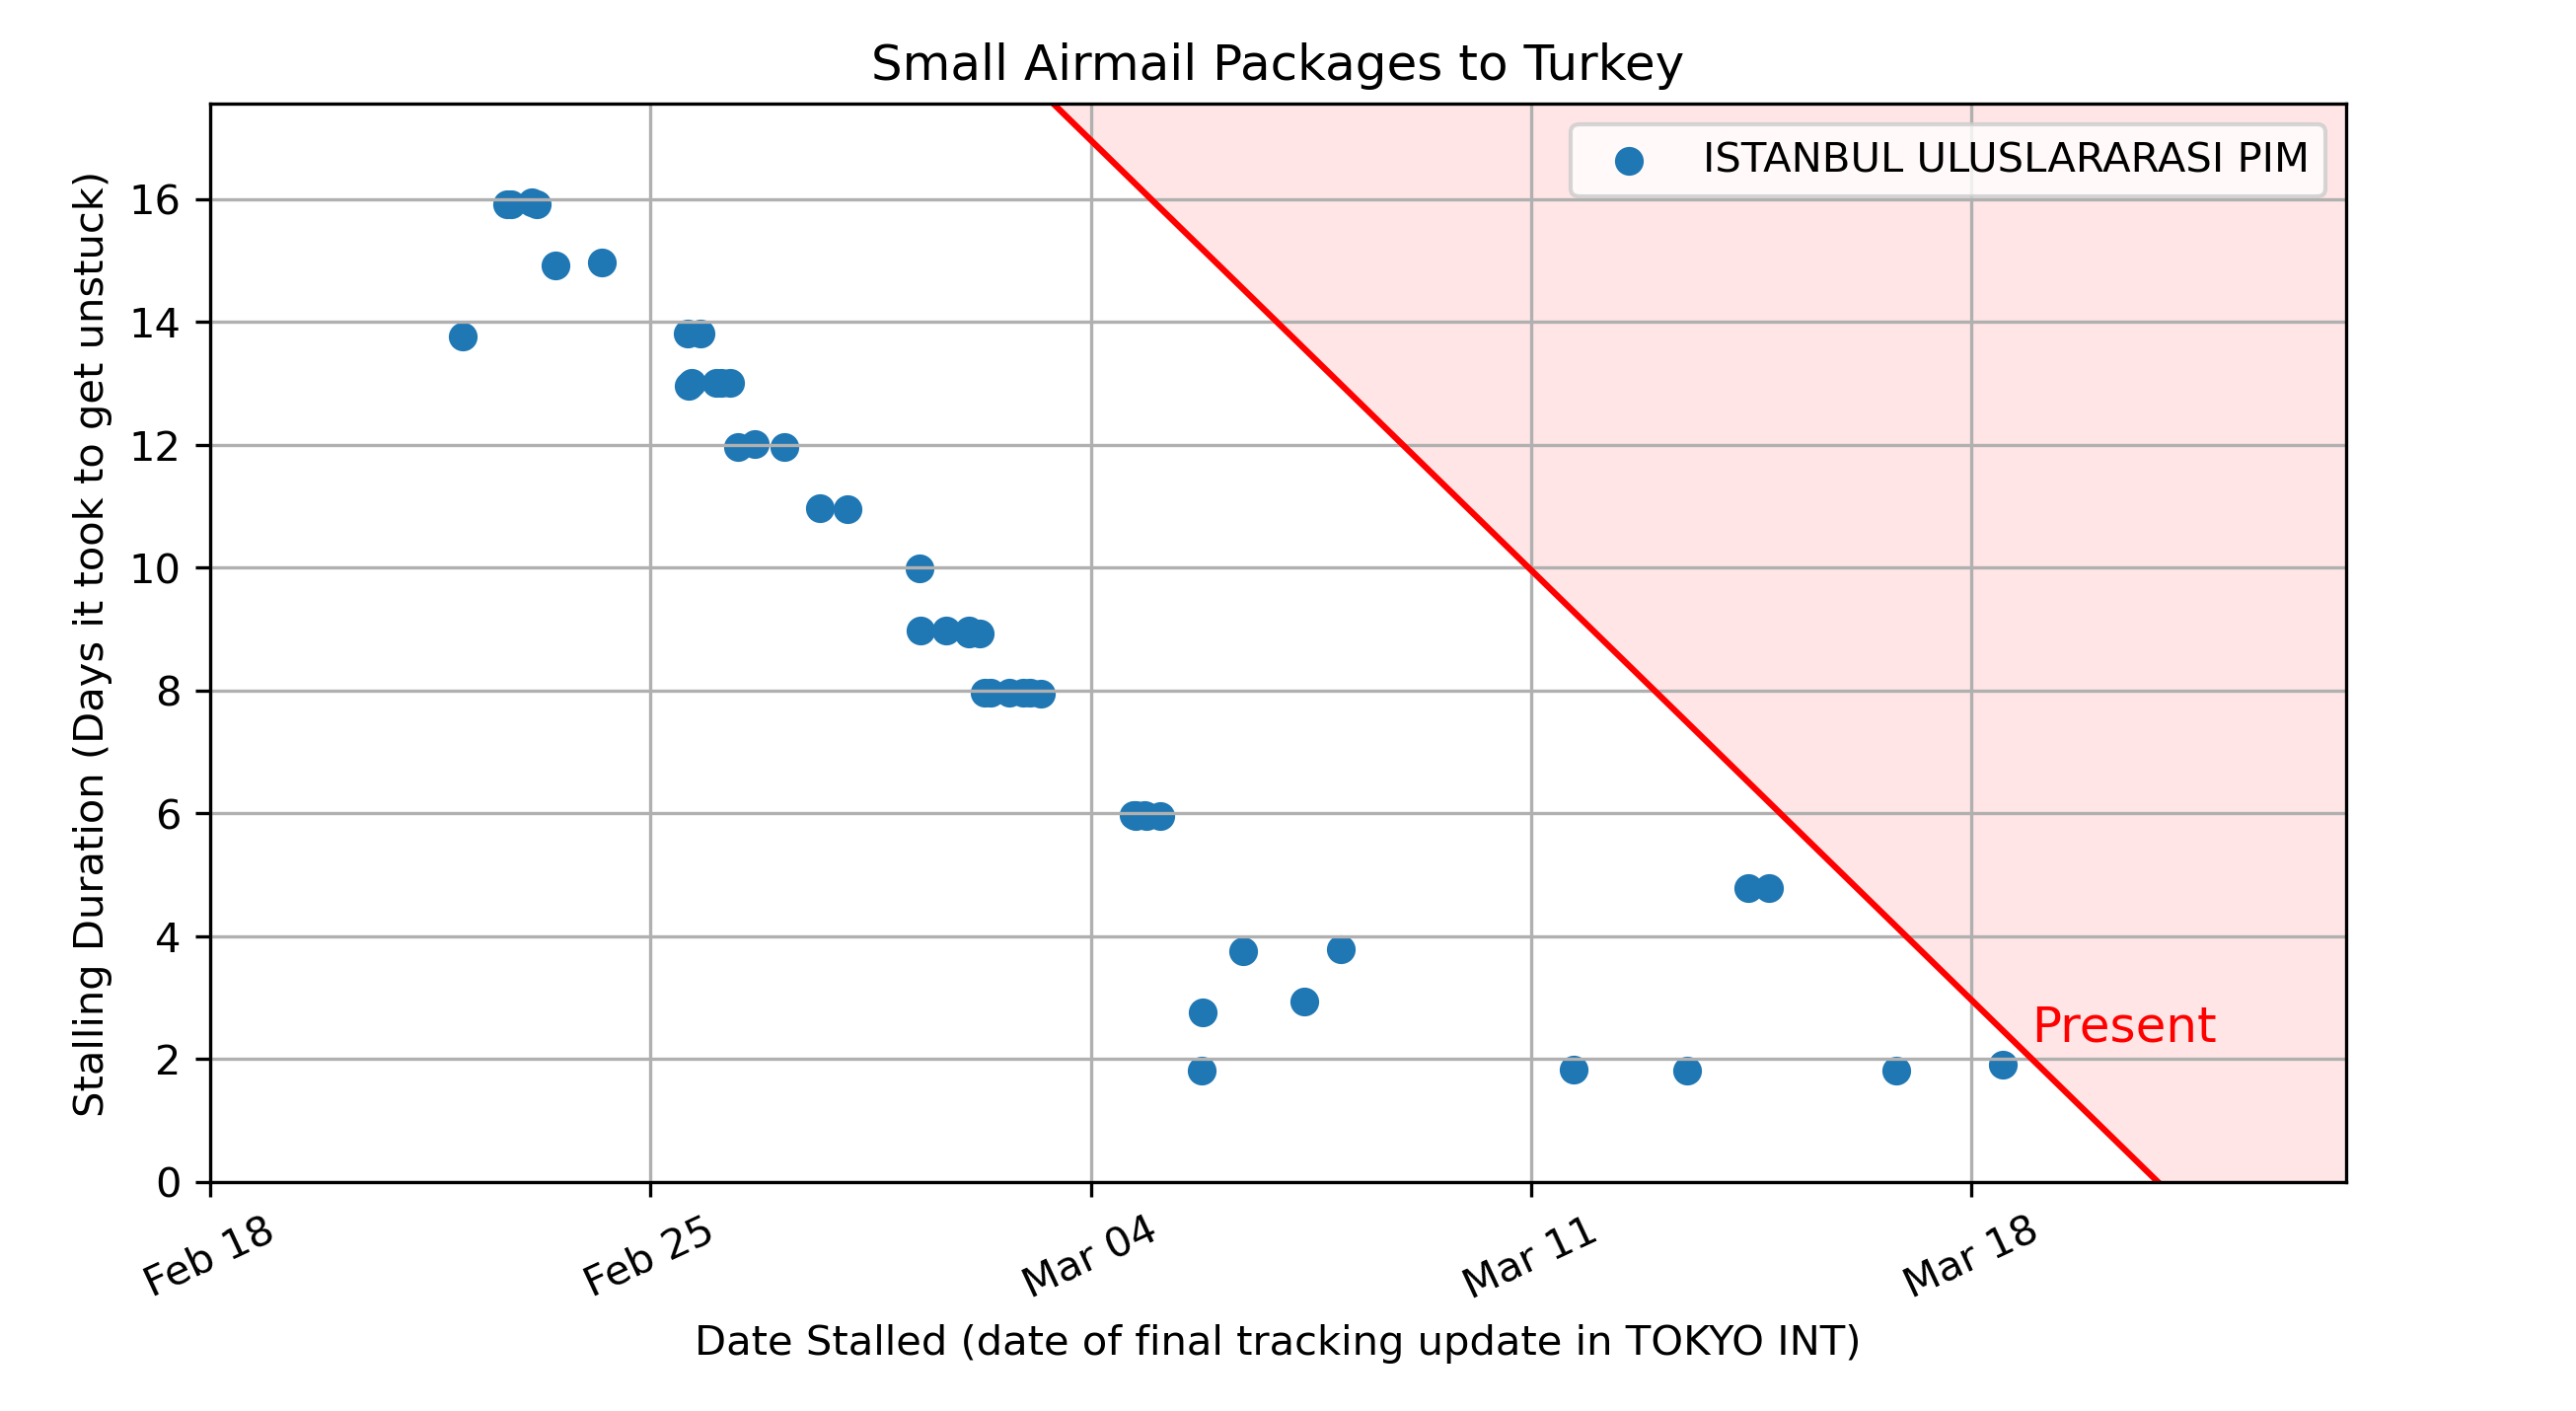 Small Airmail Packages to Turkey
ISTANBUL ULUSLARARASI PIM
Stalling Duration (Days it took to get unstuck)
16
14
12
10
8
6
4
2
0
Present
Feb 18
Feb 25
Mar 04
Mar 11
Mar 18
Date Stalled (date of final tracking update in TOKYO INT)